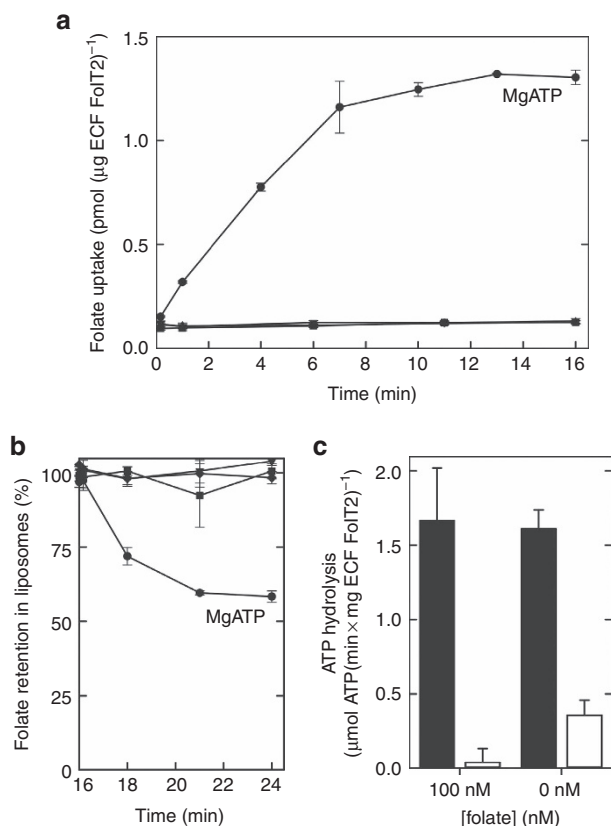 a
Folate uptake (pmol (µg ECF FolT2)⁻¹
1.5
1.0
0.5
0.0
MgATP
0 2 4 6 8 10 12 14 16
Time (min)
b
Folate retention in liposomes (%)
100
75
50
25
0
MgATP
16 18 21 24
Time (min)
c
ATP hydrolysis
(µmol ATP(min × mg ECF FolT2)⁻¹)
2.0
1.5
1.0
0.5
0.0
100 nM 0 nM
[folate] (nM)